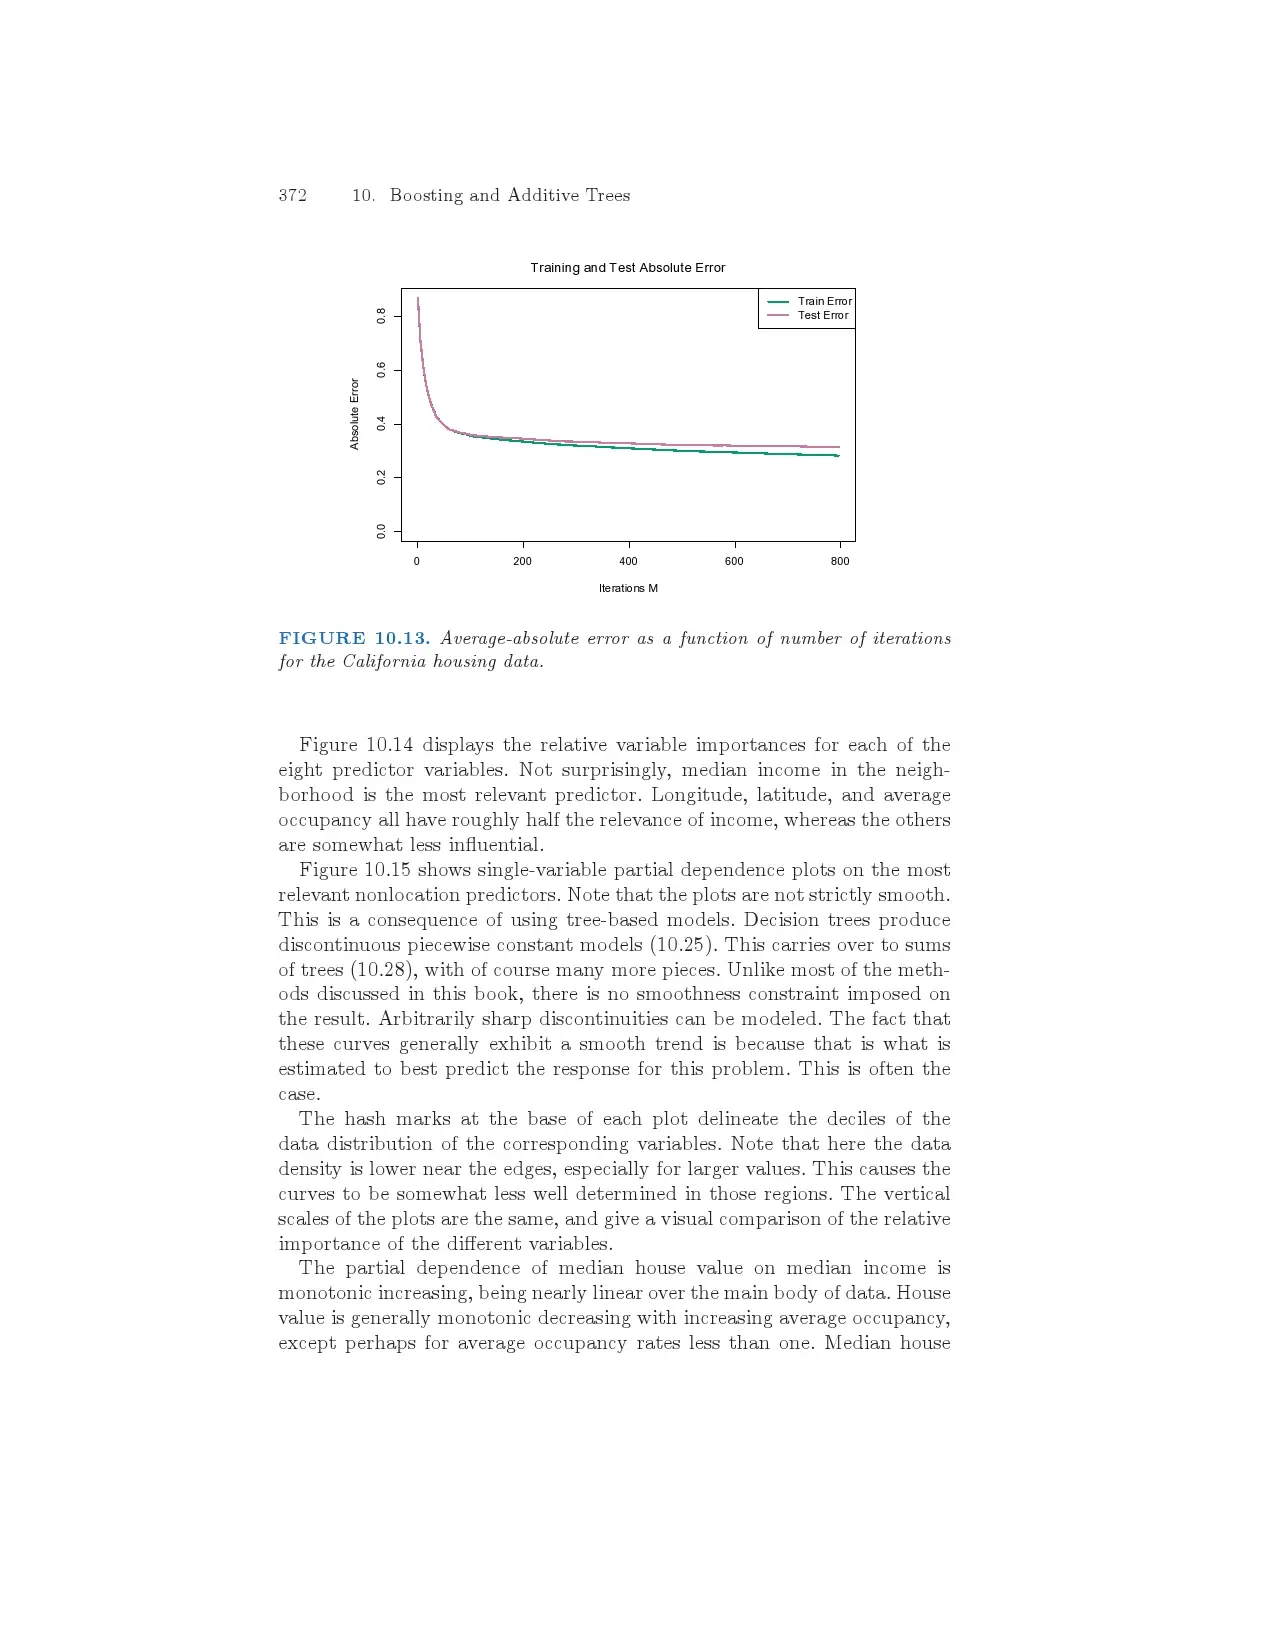 372 10. Boosting and Additive Trees
Training and Test Absolute Error
Train Error
Test Error
Absolute Error
0.0 0.2 0.4 0.6 0.8
0 200 400 600 800
Iterations M
FIGURE 10.13. Average-absolute error as a function of number of iterations
for the California housing data.
Figure 10.14 displays the relative variable importances for each of the
eight predictor variables. Not surprisingly, median income in the neigh-
borhood is the most relevant predictor. Longitude, latitude, and average
occupancy all have roughly half the relevance of income, whereas the others
are somewhat less influential.
Figure 10.15 shows single-variable partial dependence plots on the most
relevant nonlocation predictors. Note that the plots are not strictly smooth.
This is a consequence of using tree-based models. Decision trees produce
discontinuous piecewise constant models (10.25). This carries over to sums
of trees (10.28), with of course many more pieces. Unlike most of the meth-
ods discussed in this book, there is no smoothness constraint imposed on
the result. Arbitrarily sharp discontinuities can be modeled. The fact that
these curves generally exhibit a smooth trend is because that is what is
estimated to best predict the response for this problem. This is often the
case.
The hash marks at the base of each plot delineate the deciles of the
data distribution of the corresponding variables. Note that here the data
density is lower near the edges, especially for larger values. This causes the
curves to be somewhat less well determined in those regions. The vertical
scales of the plots are the same, and give a visual comparison of the relative
importance of the different variables.
The partial dependence of median house value on median income is
monotonic increasing, being nearly linear over the main body of data. House
value is generally monotonic decreasing with increasing average occupancy,
except perhaps for average occupancy rates less than one. Median house